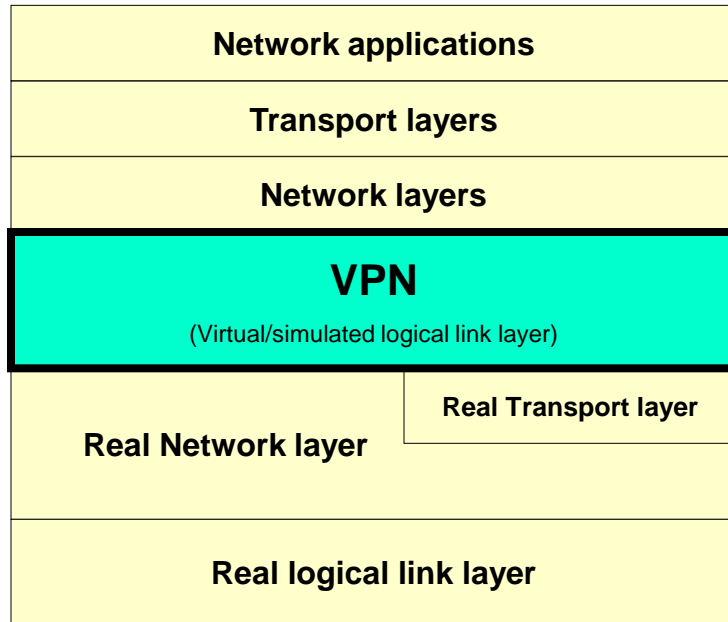 Network applications
Transport layers
Network layers
VPN
(Virtual/simulated logical link layer)
Real Transport layer
Real Network layer
Real logical link layer